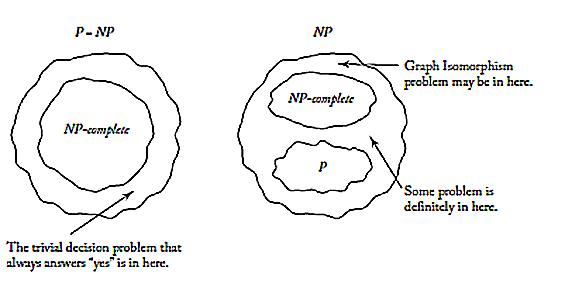 P = NP
NP
NP-complete
The trivial decision problem that
always answers "yes" is in here.
Graph Isomorphism
problem may be in here.
NP-complete
P
Some problem is
definitely in here.